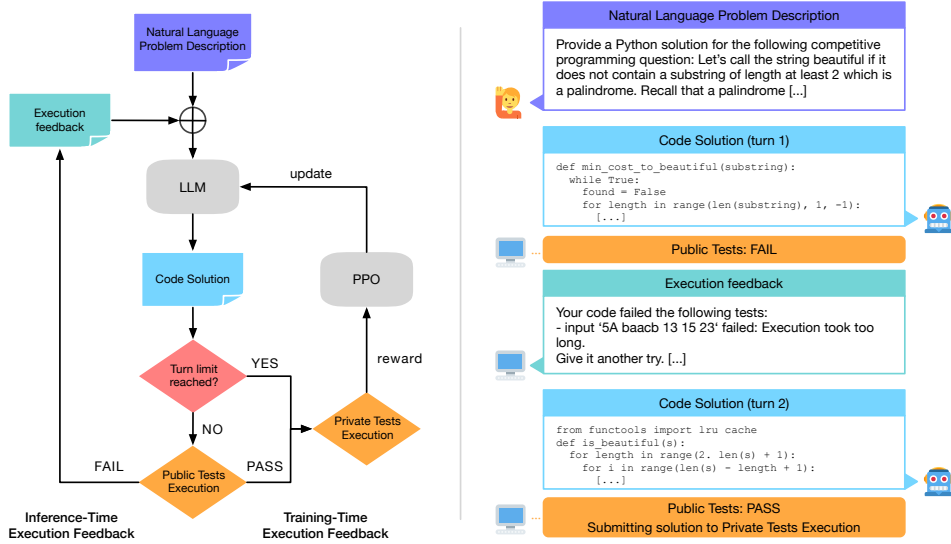 Natural Language
Problem Description
Execution
feedback
LLM
update
Code Solution
PPO
Turn limit
reached?
YES
reward
NO
Private Tests
Execution
FAIL
Public Tests
Execution
PASS
Inference-Time
Execution Feedback
Training-Time
Execution Feedback
Natural Language Problem Description
Provide a Python solution for the following competitive
programming question: Let's call the string beautiful if it
does not contain a substring of length at least 2 which is
a palindrome. Recall that a palindrome [...]
Code Solution (turn 1)
def min_cost_to_beautiful(substring):
while True:
found = False
for length in range(len(substring), 1, -1):
[...]
... Public Tests: FAIL
Execution feedback
Your code failed the following tests:
- input ‘5A baacb 13 15 23‘ failed: Execution took too
long.
Give it another try. [...]
Code Solution (turn 2)
from functools import lru cache
def is_beautiful(s):
for length in range(2. len(s) + 1):
for i in range(len(s) - length + 1):
[...]
... Public Tests: PASS
Submitting solution to Private Tests Execution